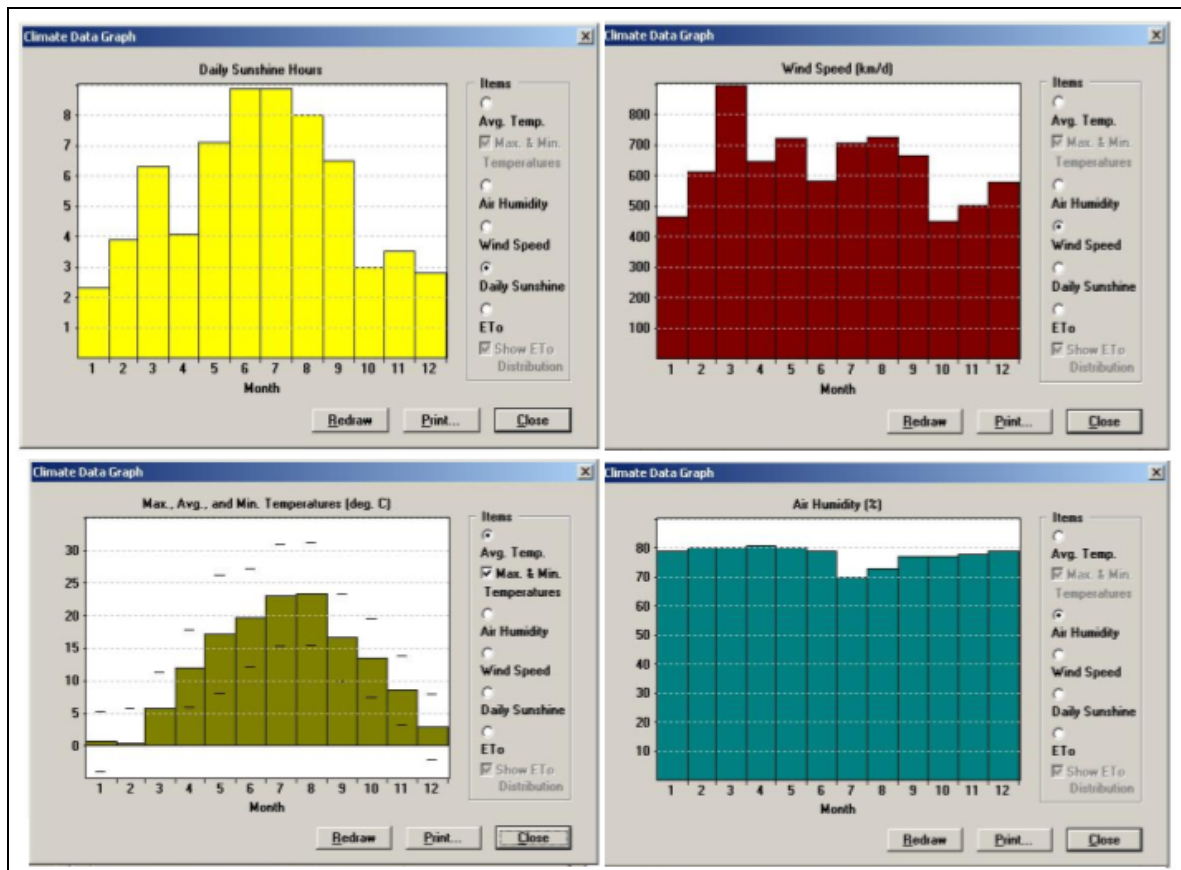 Climate Data Graph
Daily Sunshine Hours
8
7
6
5
4
3
2
1
1 2 3 4 5 6 7 8 9 10 11 12
Month
Items
Avg. Temp.
Max. & Min.
Temperatures
Air Humidity
Wind Speed
Daily Sunshine
ETo
Show ETo
Distribution
Redraw Print... Close
Climate Data Graph
Wind Speed (km/d)
800
700
600
500
400
300
200
100
1 2 3 4 5 6 7 8 9 10 11 12
Month
Items
Avg. Temp.
Max. & Min.
Temperatures
Air Humidity
Wind Speed
Daily Sunshine
ETo
Show ETo
Distribution
Redraw Print... Close
Climate Data Graph
Max., Avg., and Min. Temperatures (deg. C)
30
25
20
15
10
5
0
1 2 3 4 5 6 7 8 9 10 11 12
Month
Items
Avg. Temp.
Max. & Min.
Temperatures
Air Humidity
Wind Speed
Daily Sunshine
ETo
Show ETo
Distribution
Redraw Print... Close
Climate Data Graph
Air Humidity (%)
80
70
60
50
40
30
20
10
1 2 3 4 5 6 7 8 9 10 11 12
Month
Items
Avg. Temp.
Max. & Min.
Temperatures
Air Humidity
Wind Speed
Daily Sunshine
ETo
Show ETo
Distribution
Redraw Print... Close